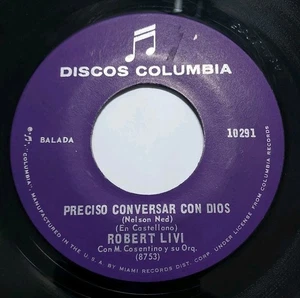 DISCOS COLUMBIA
BALADA
10291
PRECISO CONVERSAR CON DIOS
(Nelson Ned)
(En Castellano)
ROBERT LIVI
Con M. Cosentino y su Orq.
(8753)
MANUFACTURED IN THE U.S.A. BY MIAMI RECORDS DIST. CORP. UNDER LICENSE FROM COLUMBIA RECORDS